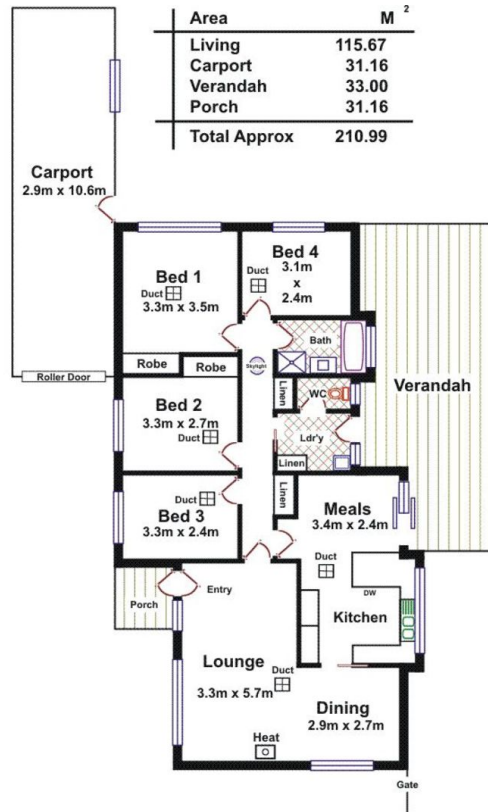 Area M 2
Living 115.67
Carport 31.16
Verandah 33.00
Porch 31.16
Total Approx 210.99
Carport
2.9m x 10.6m
Roller Door
Bed 1
Duct
3.3m x 3.5m
Bed 4
3.1m
x
2.4m
Duct
Bath
Robe
Robe
Skylight
Linen
WC
Verandah
Bed 2
3.3m x 2.7m
Duct
Ldr'y
Linen
Linen
Duct
Bed 3
3.3m x 2.4m
Meals
3.4m x 2.4m
Duct
DW
Kitchen
Porch
Entry
Lounge
3.3m x 5.7m
Duct
Dining
2.9m x 2.7m
Heat
Gate